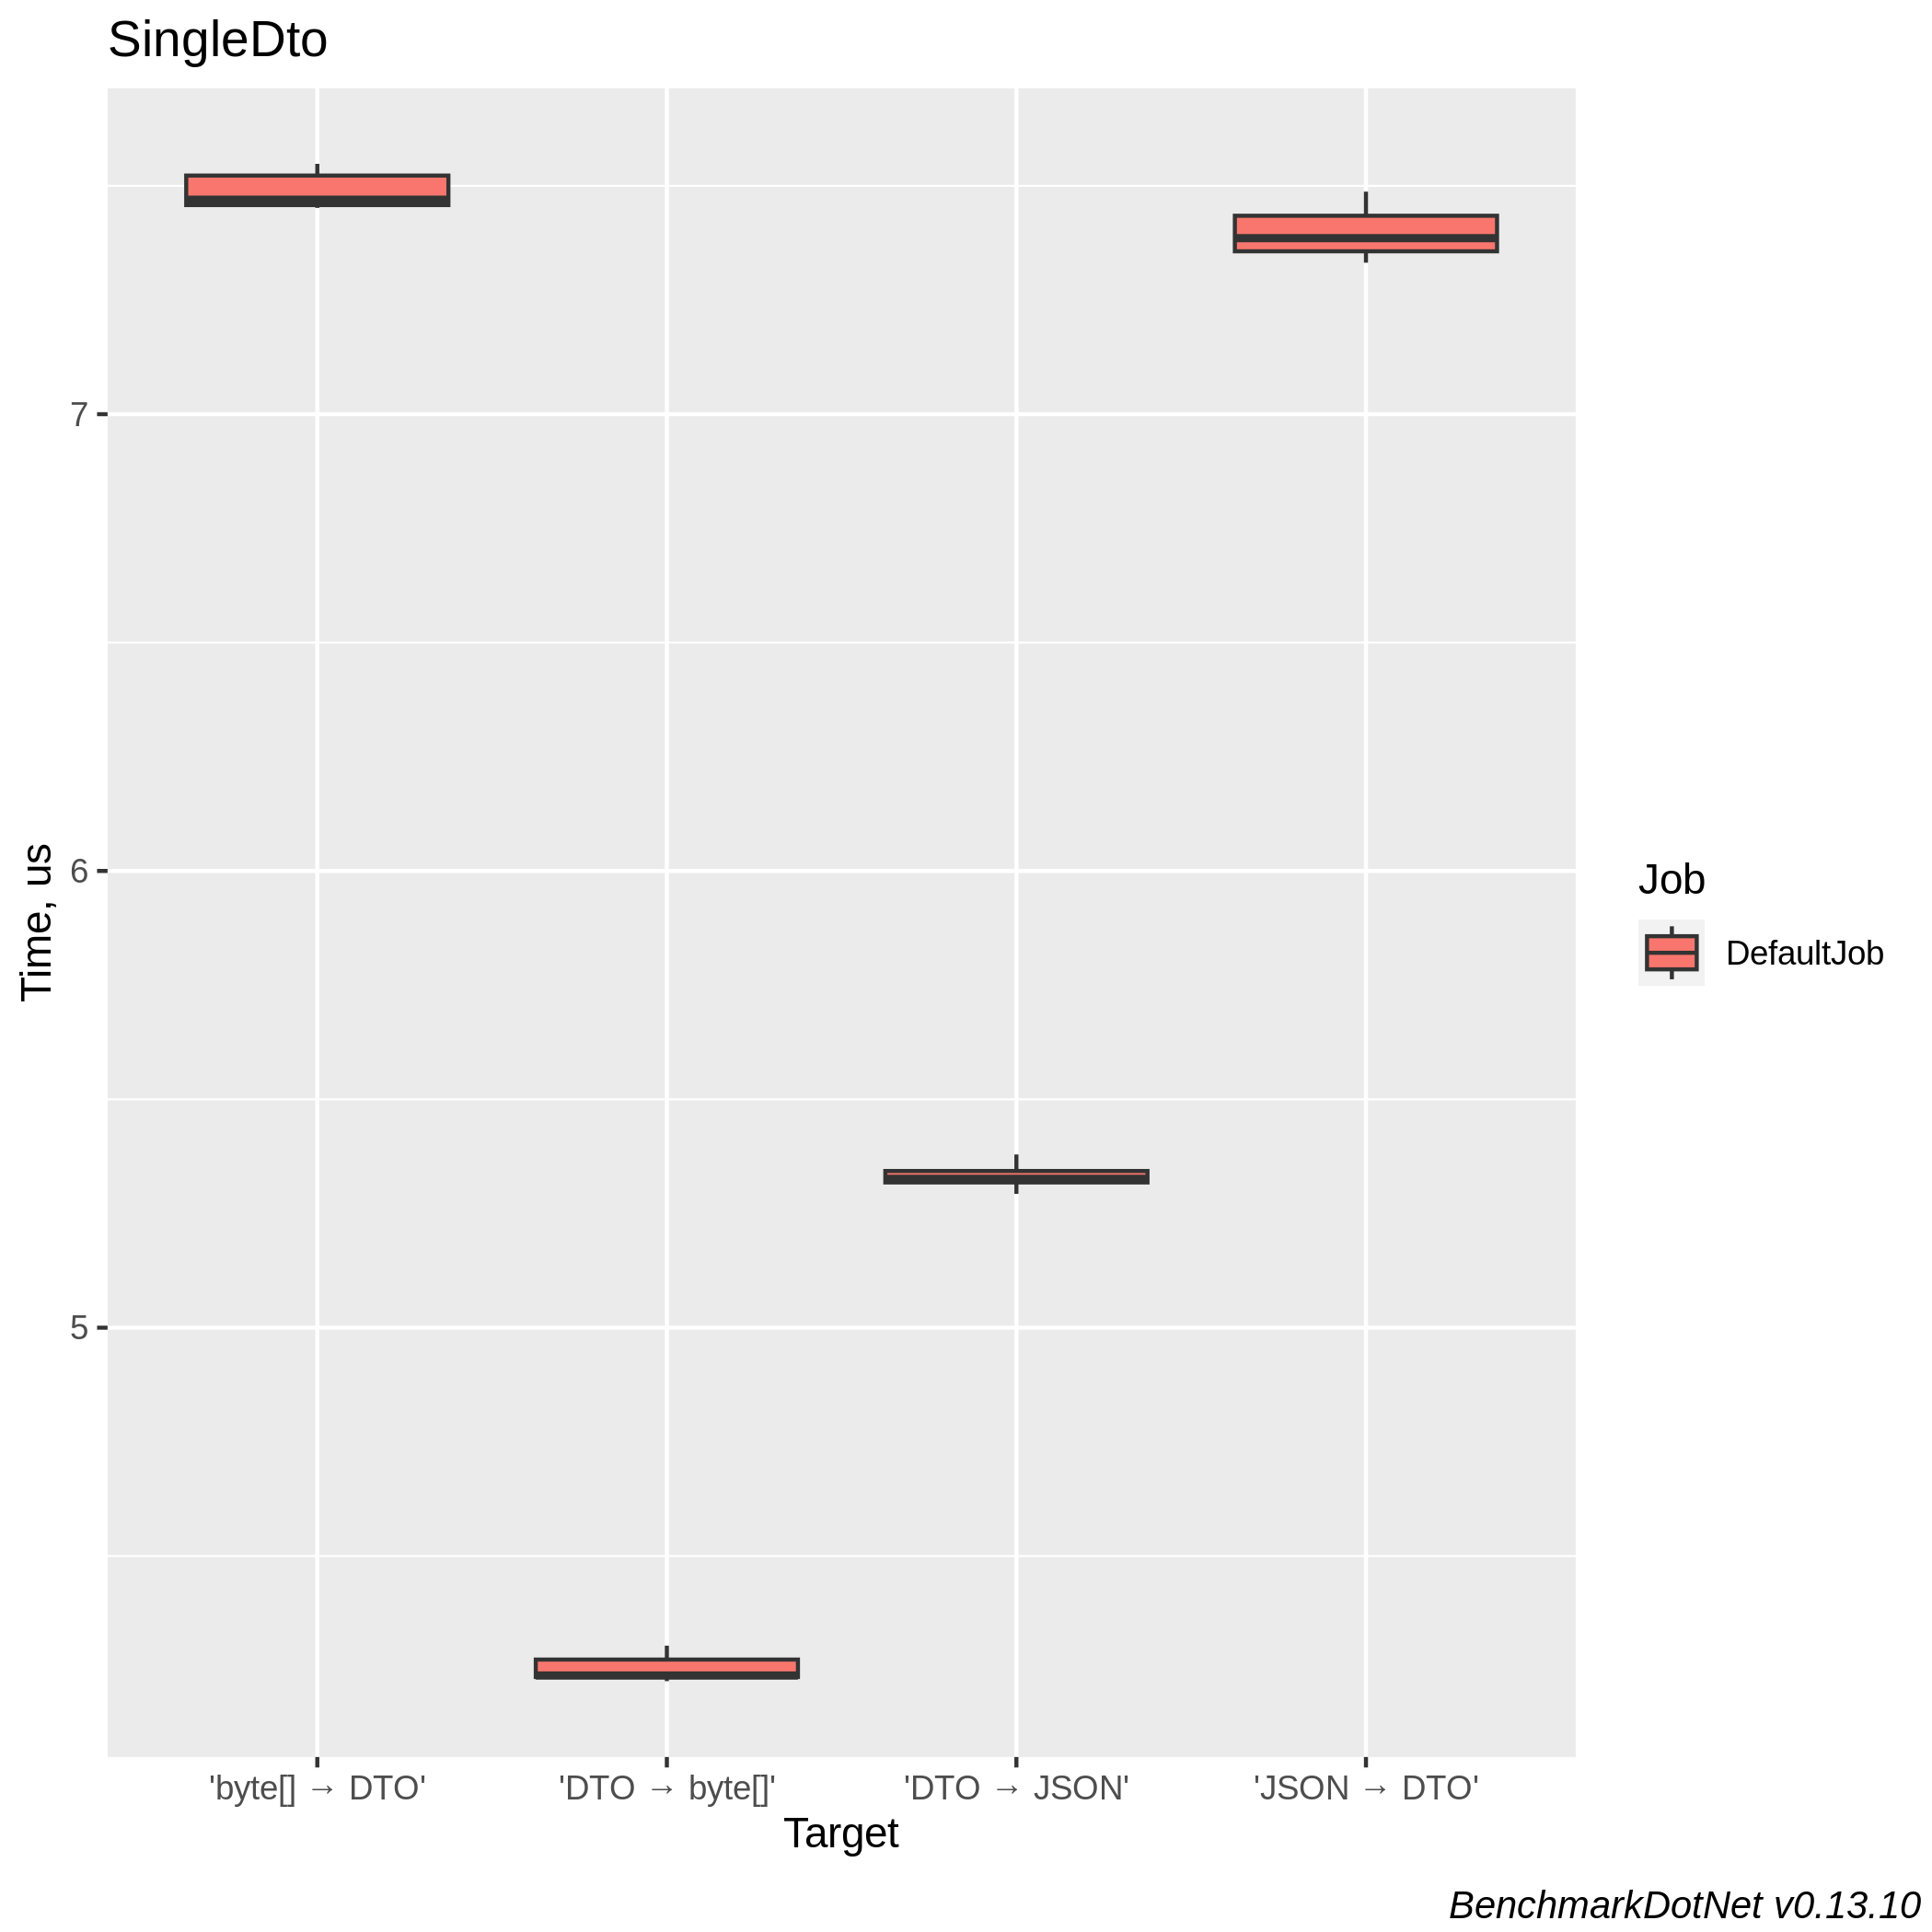 SingleDto
7
6
5
Time, us
'byte[] → DTO'
'DTO → byte[]'
'DTO → JSON'
'JSON → DTO'
Target
Job
DefaultJob
BenchmarkDotNet v0.13.10